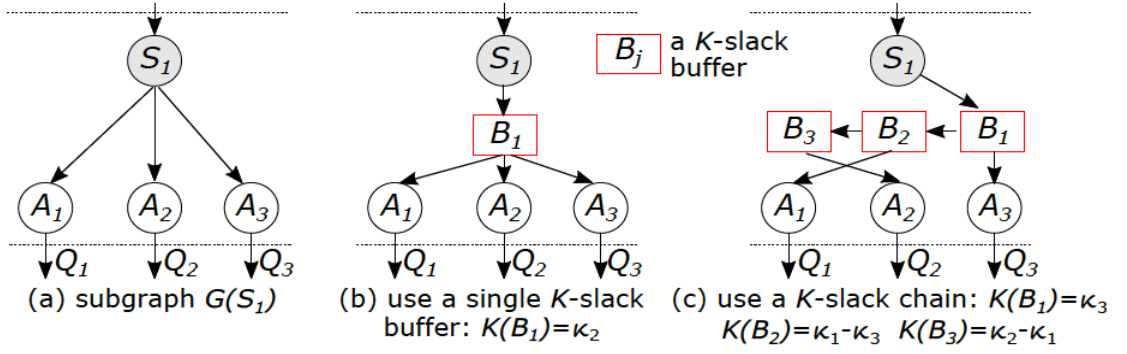 S1
S1
Bj
a K-slack
buffer
S1
B1
B3
B2
B1
A1
A2
A3
A1
A2
A3
A1
A2
A3
Q1
Q2
Q3
Q1
Q2
Q3
Q1
Q2
Q3
(a) subgraph G(S1)
(b) use a single K-slack
buffer: K(B1)=κ2
(c) use a K-slack chain: K(B1)=κ3
K(B2)=κ1-κ3 K(B3)=κ2-κ1